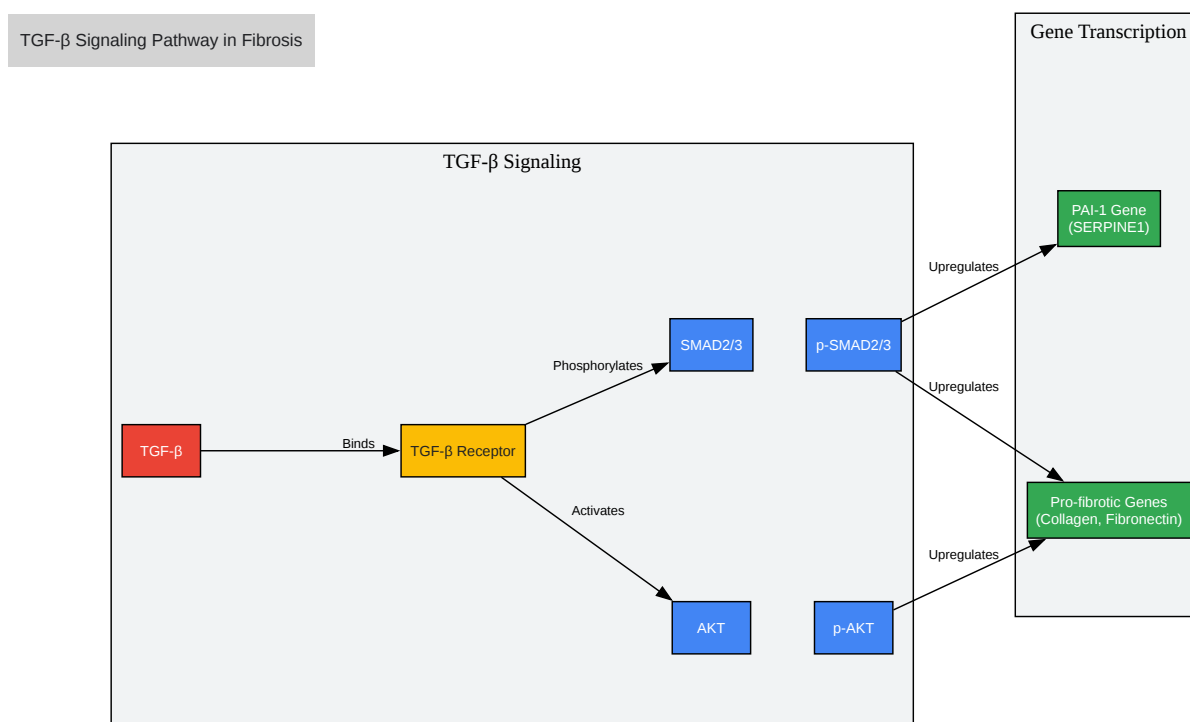 TGF-β Signaling Pathway in Fibrosis
Gene Transcription
TGF-β Signaling
PAI-1 Gene
(SERPINE1)
Upregulates
SMAD2/3
p-SMAD2/3
Phosphorylates
Upregulates
TGF-β
Binds
TGF-β Receptor
Pro-fibrotic Genes
(Collagen, Fibronectin)
Activates
Upregulates
AKT
p-AKT